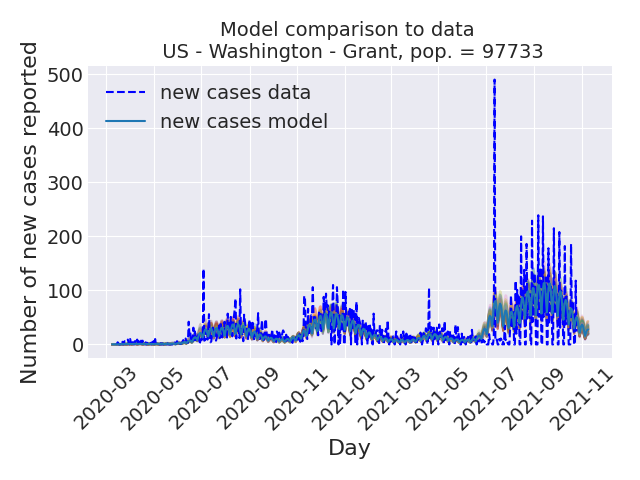 Model comparison to data
US - Washington - Grant, pop. = 97733
Number of new cases reported
500
400
300
200
100
0
new cases data
new cases model
2020-03
2020-05
2020-07
2020-09
2020-11
2021-01
2021-03
2021-05
2021-07
2021-09
2021-11
Day